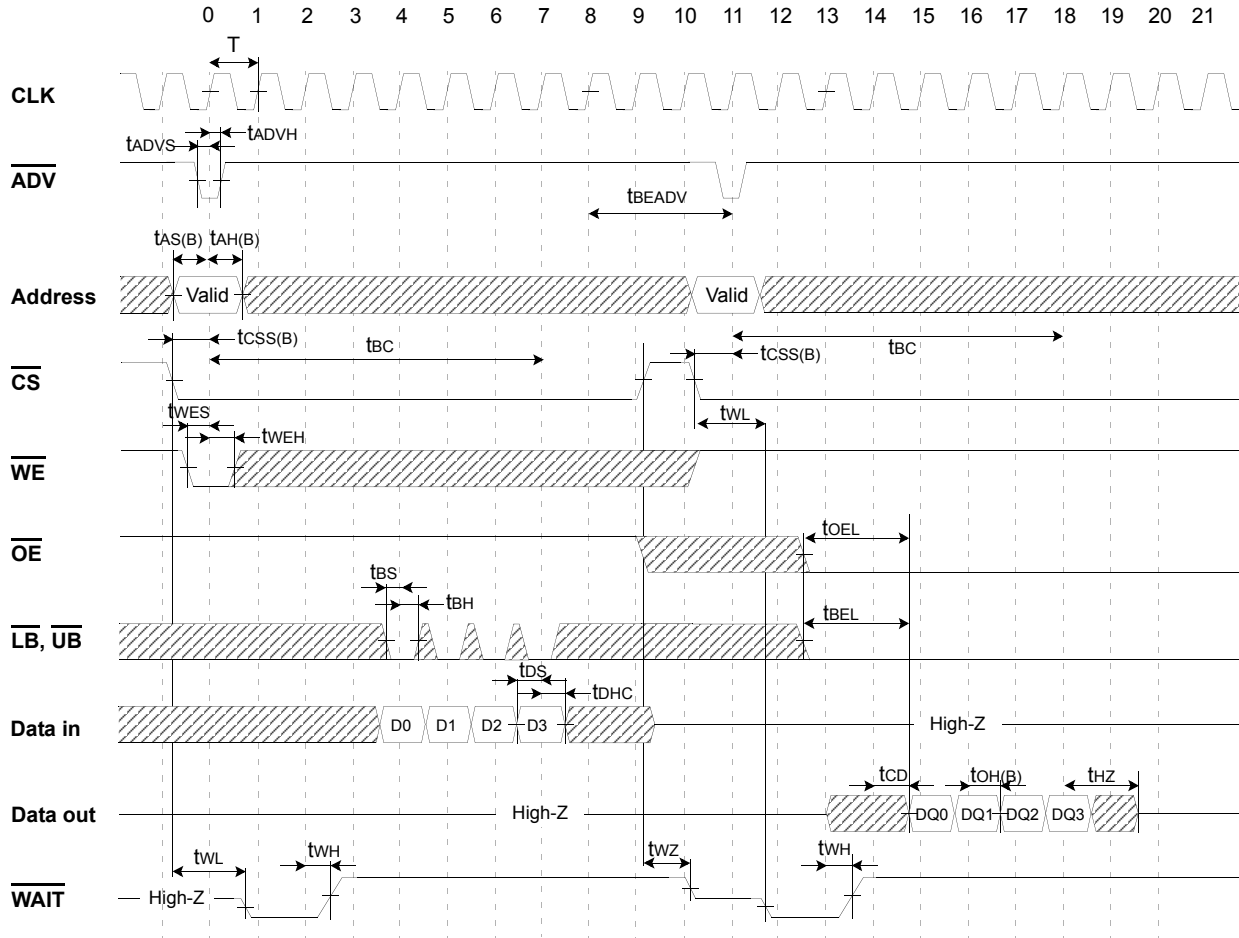 0 1 2 3 4 5 6 7 8 9 10 11 12 13 14 15 16 17 18 19 20 21
T
CLK
tADVH
tADVS
ADV
tBEADV
tAS(B) tAH(B)
Address Valid Valid
tCSS(B) tBC tCSS(B) tBC
CS
tWES tWL
tWEH
WE
tOEL
OE
tBS
tBH tBEL
LB, UB
tDS
tDHC
Data in D0 D1 D2 D3 High-Z
tCD tOH(B) tHZ
Data out High-Z DQ0 DQ1 DQ2 DQ3
tWL tWH tWZ tWH
WAIT High-Z